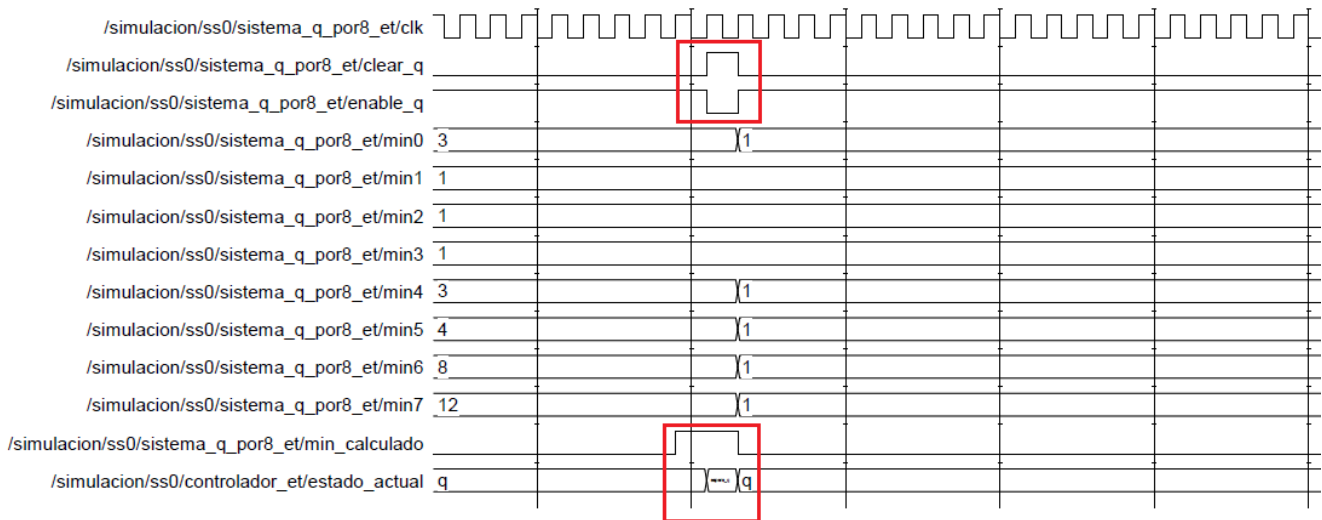 /simulacion/ss0/sistema_q_por8_et/clk
/simulacion/ss0/sistema_q_por8_et/clear_q
/simulacion/ss0/sistema_q_por8_et/enable_q
/simulacion/ss0/sistema_q_por8_et/min0 3 1
/simulacion/ss0/sistema_q_por8_et/min1 1
/simulacion/ss0/sistema_q_por8_et/min2 1
/simulacion/ss0/sistema_q_por8_et/min3 1
/simulacion/ss0/sistema_q_por8_et/min4 3 1
/simulacion/ss0/sistema_q_por8_et/min5 4 1
/simulacion/ss0/sistema_q_por8_et/min6 8 1
/simulacion/ss0/sistema_q_por8_et/min7 12 1
/simulacion/ss0/sistema_q_por8_et/min_calculado
/simulacion/ss0/controlador_et/estado_actual q q